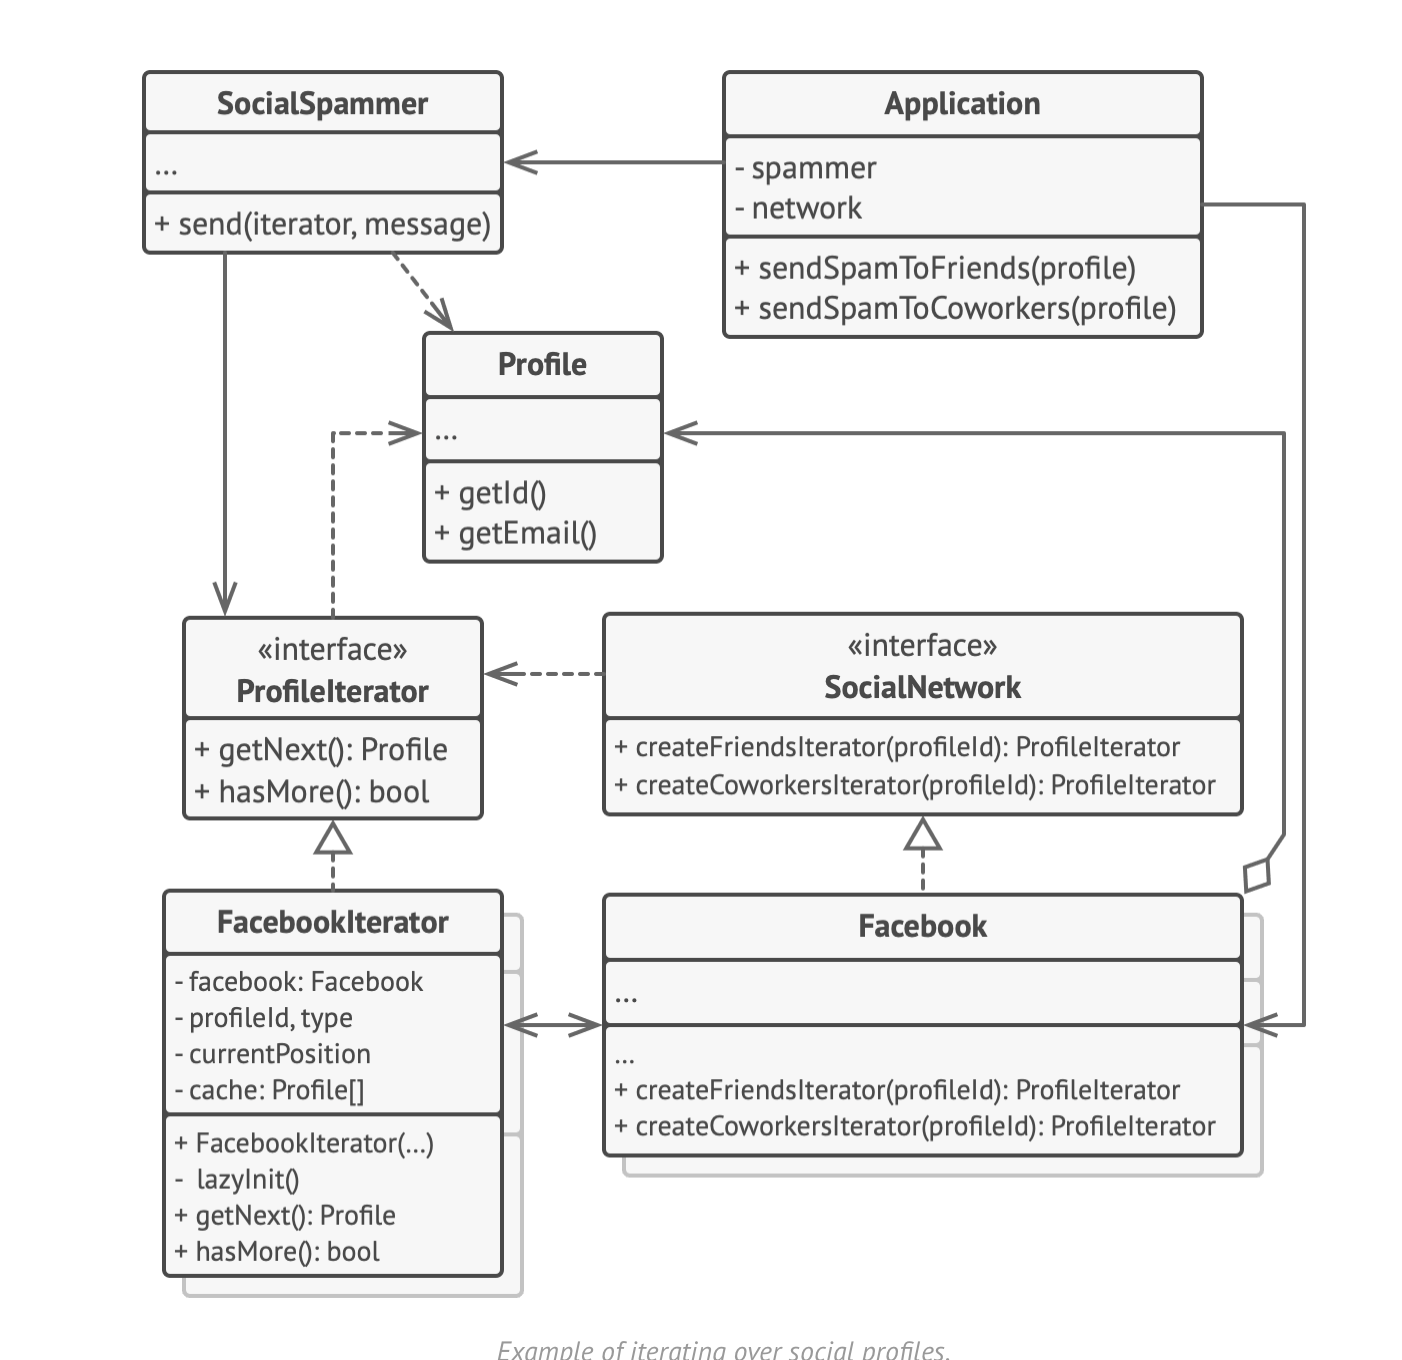 SocialSpammer
...
+ send(iterator, message)
Application
- spammer
- network
+ sendSpamToFriends(profile)
+ sendSpamToCoworkers(profile)
Profile
...
+ getId()
+ getEmail()
«interface»
ProfileIterator
+ getNext(): Profile
+ hasMore(): bool
«interface»
SocialNetwork
+ createFriendsIterator(profileId): ProfileIterator
+ createCoworkersIterator(profileId): ProfileIterator
FacebookIterator
- facebook: Facebook
- profileId, type
- currentPosition
- cache: Profile[]
+ FacebookIterator(...)
- lazyInit()
+ getNext(): Profile
+ hasMore(): bool
Facebook
...
...
+ createFriendsIterator(profileId): ProfileIterator
+ createCoworkersIterator(profileId): ProfileIterator
Example of iterating over social profiles.